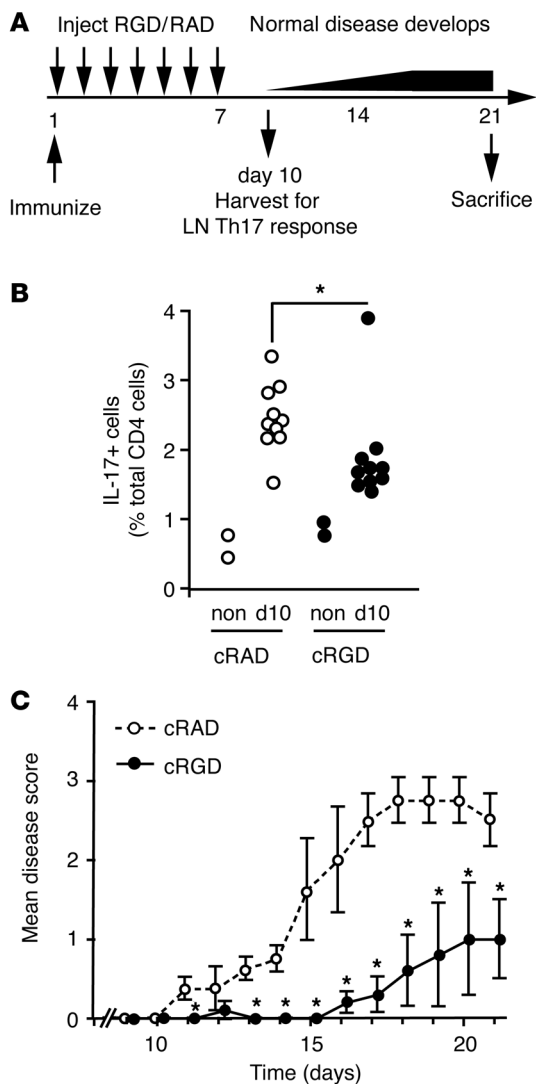 A
Inject RGD/RAD Normal disease develops
1 7 14 21
Immunize
day 10
Harvest for
LN Th17 response
Sacrifice
B
*
4
3
2
1
0
IL-17+ cells
(% total CD4 cells)
non d10 non d10
cRAD cRGD
C
4
3
2
1
0
Mean disease score
cRAD
cRGD
* * * * * * * * * *
10 15 20
Time (days)